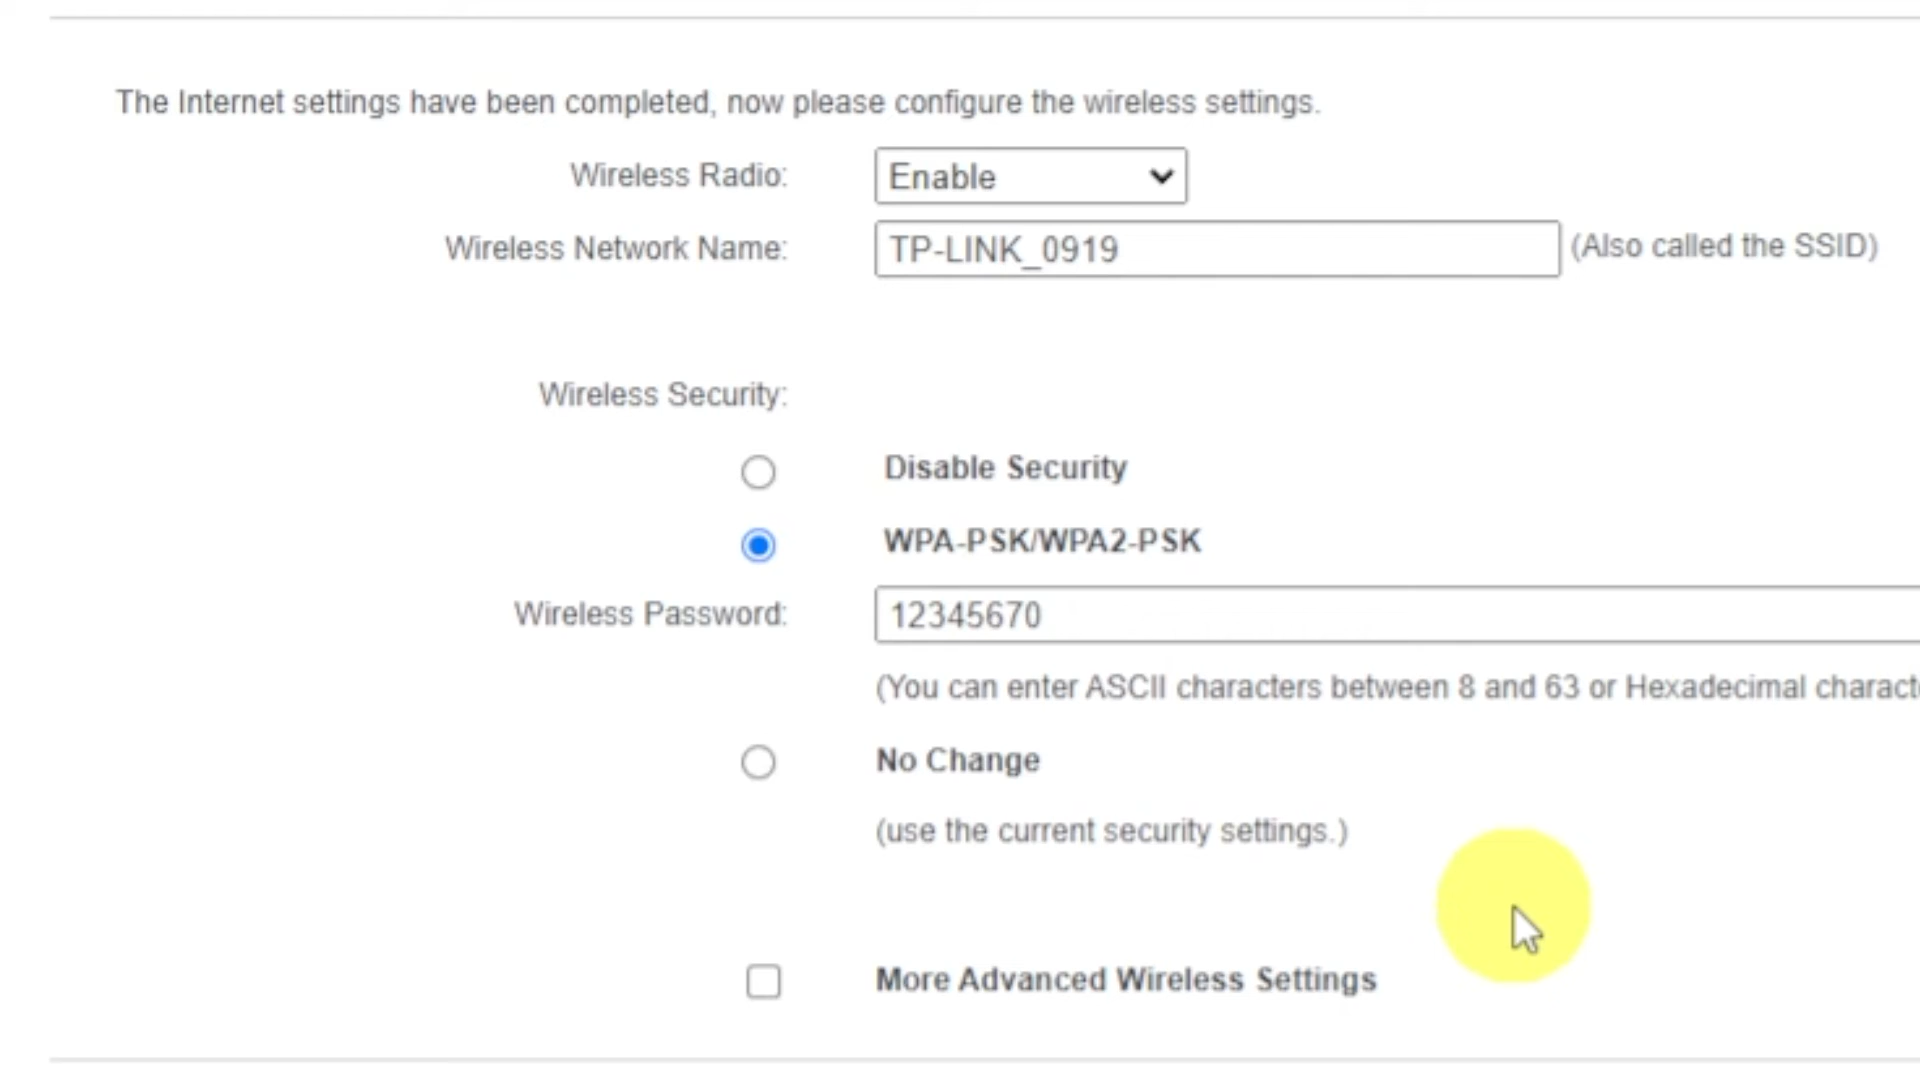 The Internet settings have been completed, now please configure the wireless settings.
Wireless Radio: Enable
Wireless Network Name: TP-LINK_0919 (Also called the SSID)
Wireless Security:
Disable Security
WPA-PSK/WPA2-PSK
Wireless Password: 12345670
(You can enter ASCII characters between 8 and 63 or Hexadecimal
No Change
(use the current security settings.)
More Advanced Wireless Settings